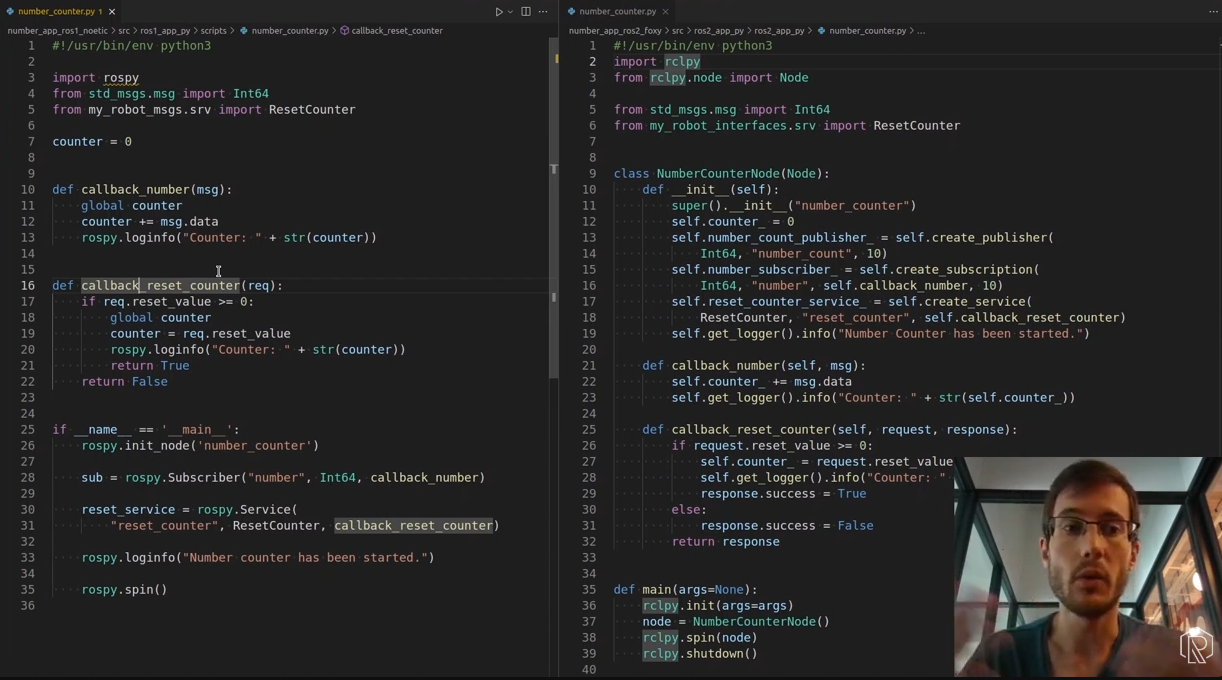 number_counter.py 1
number_app_ros1_noetic > src > ros1_app_py > scripts > number_counter.py > callback_reset_counter
1 #!/usr/bin/env python3
2
3 import rospy
4 from std_msgs.msg import Int64
5 from my_robot_msgs.srv import ResetCounter
6
7 counter = 0
8
9
10 def callback_number(msg):
11 global counter
12 counter += msg.data
13 rospy.loginfo("Counter: " + str(counter))
14
15
16 def callback_reset_counter(req):
17 if req.reset_value >= 0:
18 global counter
19 counter = req.reset_value
20 rospy.loginfo("Counter: " + str(counter))
21 return True
22 return False
23
24
25 if __name__ == '__main__':
26 rospy.init_node('number_counter')
27
28 sub = rospy.Subscriber("number", Int64, callback_number)
29
30 reset_service = rospy.Service(
31 "reset_counter", ResetCounter, callback_reset_counter)
32
33 rospy.loginfo("Number counter has been started.")
34
35 rospy.spin()
36
number_counter.py
number_app_ros2_foxy > src > ros2_app_py > ros2_app_py > number_counter.py > ...
1 #!/usr/bin/env python3
2 import rclpy
3 from rclpy.node import Node
4
5 from std_msgs.msg import Int64
6 from my_robot_interfaces.srv import ResetCounter
7
8
9 class NumberCounterNode(Node):
10 def __init__(self):
11 super().__init__("number_counter")
12 self.counter_ = 0
13 self.number_count_publisher_ = self.create_publisher(
14 Int64, "number_count", 10)
15 self.number_subscriber_ = self.create_subscription(
16 Int64, "number", self.callback_number, 10)
17 self.reset_counter_service_ = self.create_service(
18 ResetCounter, "reset_counter", self.callback_reset_counter)
19 self.get_logger().info("Number Counter has been started.")
20
21 def callback_number(self, msg):
22 self.counter_ += msg.data
23 self.get_logger().info("Counter: " + str(self.counter_))
24
25 def callback_reset_counter(self, request, response):
26 if request.reset_value >= 0:
27 self.counter_ = request.reset_value
28 self.get_logger().info("Counter: "
29 response.success = True
30 else:
31 response.success = False
32 return response
33
34
35 def main(args=None):
36 rclpy.init(args=args)
37 node = NumberCounterNode()
38 rclpy.spin(node)
39 rclpy.shutdown()
40